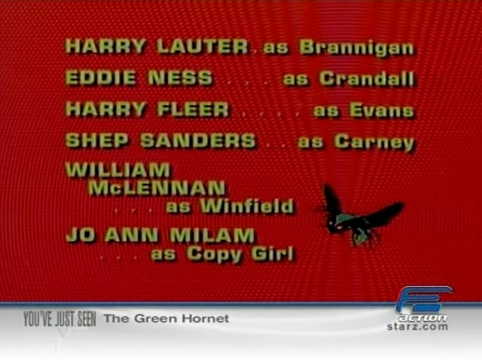 HARRY LAUTER . as Brannigan
EDDIE NESS . . . . as Crandall
HARRY FLEER . . . . as Evans
SHEP SANDERS . . as Carney
WILLIAM
McLENNAN
. . . as Winfield
JO ANN MILAM
. . . as Copy Girl
YOU'VE JUST SEEN The Green Hornet
ACTION
starz.com